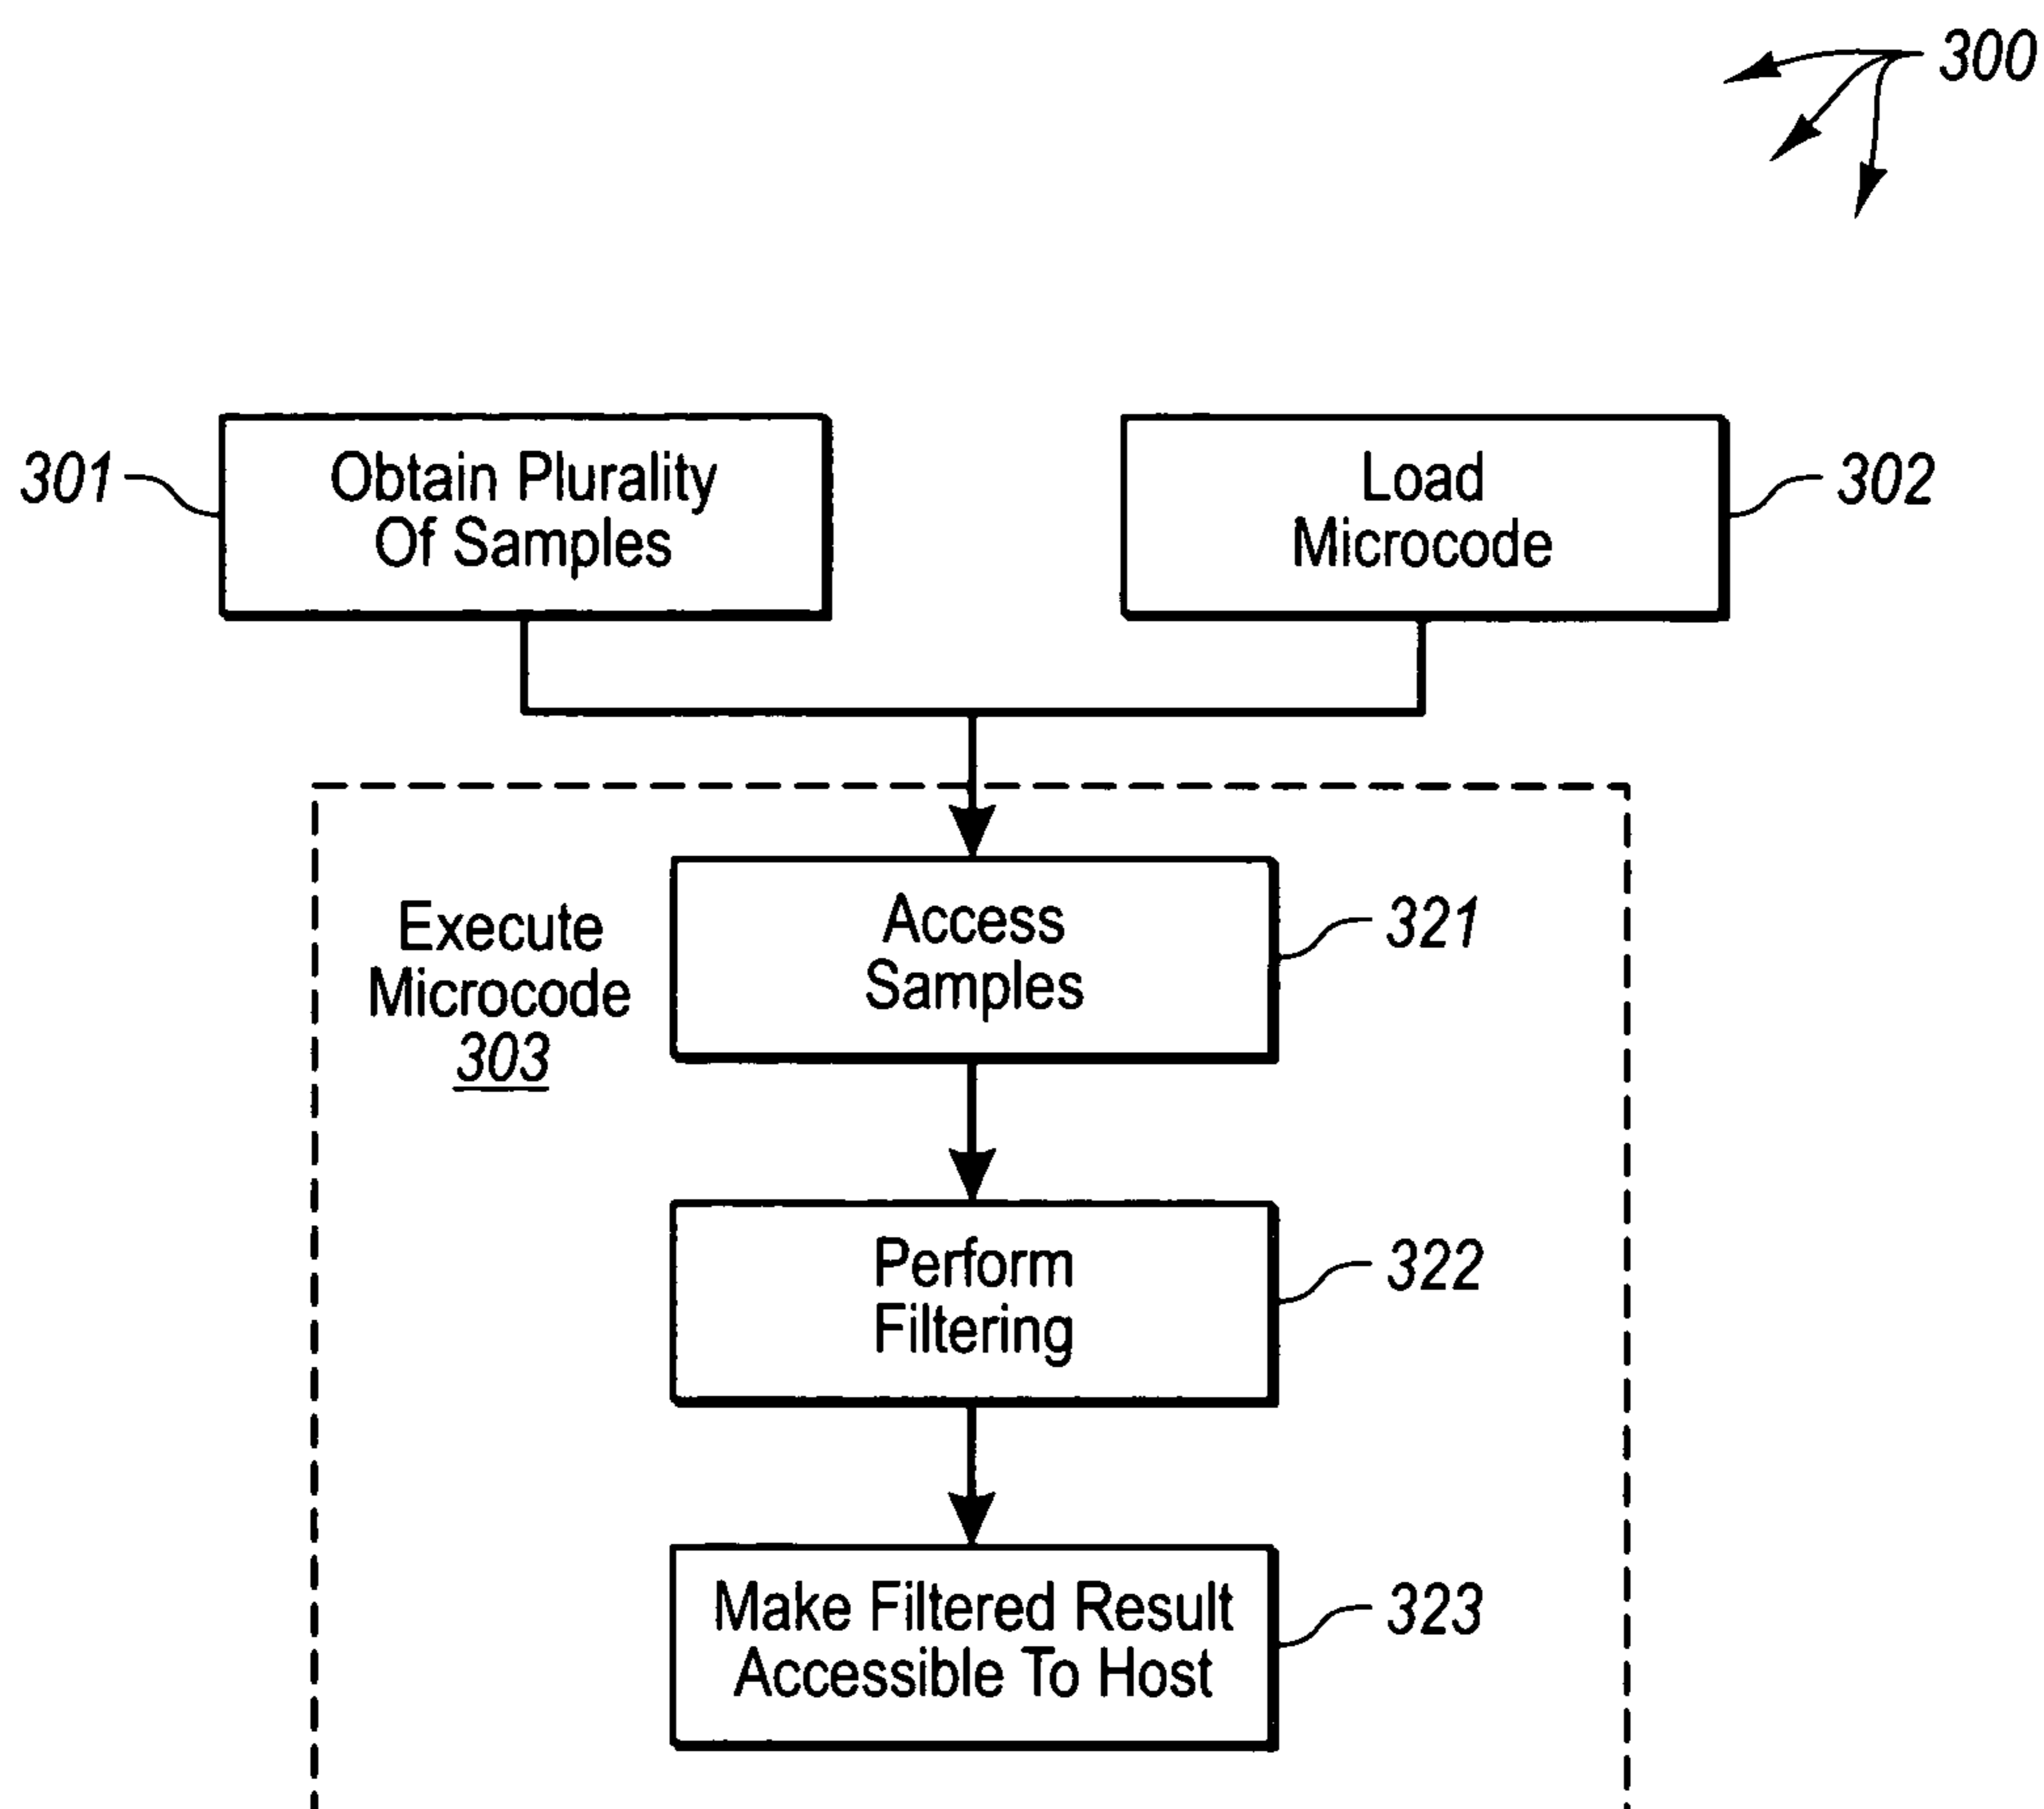 300
301
Obtain Plurality
Of Samples
Load
Microcode
302
Execute
Microcode
303
Access
Samples
321
Perform
Filtering
322
Make Filtered Result
Accessible To Host
323